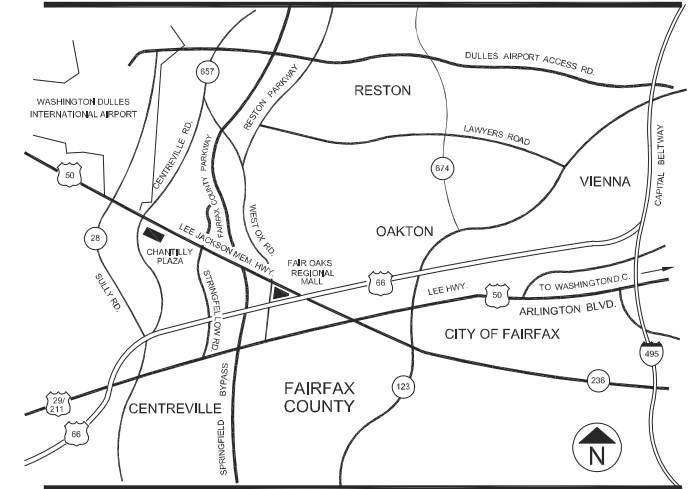 DULLES AIRPORT ACCESS RD.
657
RESTON PARKWAY
RESTON
WASHINGTON DULLES
INTERNATIONAL AIRPORT
CENTREVILLE RD.
FAIRFAX COUNTY PARKWAY
LAWYERS ROAD
CAPITAL BELTWAY
50
674
VIENNA
WEST OX RD.
28
LEE JACKSON MEM. HWY.
OAKTON
CHANTILLY
PLAZA
FAIR OAKS
REGIONAL
MALL
SULLY RD.
STRINGFELLOW RD.
66
LEE HWY.
50
TO WASHINGTON D.C.
ARLINGTON BLVD.
CITY OF FAIRFAX
495
SPRINGFIELD BYPASS
123
236
29/
211
CENTREVILLE
FAIRFAX
COUNTY
66
N